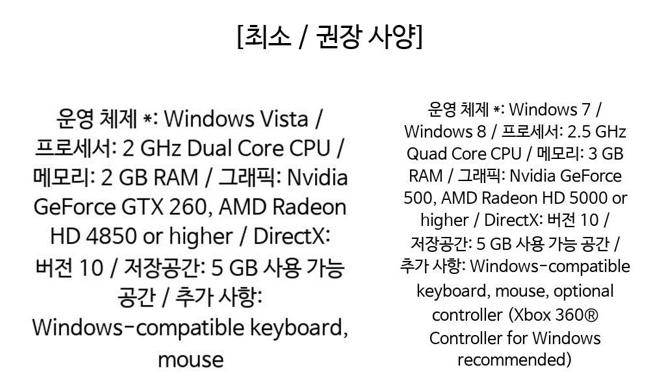 [최소 / 권장 사양]
운영 체제 *: Windows Vista /
프로세서: 2 GHz Dual Core CPU /
메모리: 2 GB RAM / 그래픽: Nvidia
GeForce GTX 260, AMD Radeon
HD 4850 or higher / DirectX:
버전 10 / 저장공간: 5 GB 사용 가능
공간 / 추가 사항:
Windows-compatible keyboard,
mouse
운영 체제 *: Windows 7 /
Windows 8 / 프로세서: 2.5 GHz
Quad Core CPU / 메모리: 3 GB
RAM / 그래픽: Nvidia GeForce
500, AMD Radeon HD 5000 or
higher / DirectX: 버전 10 /
저장공간: 5 GB 사용 가능 공간 /
추가 사항: Windows-compatible
keyboard, mouse, optional
controller (Xbox 360®
Controller for Windows
recommended)